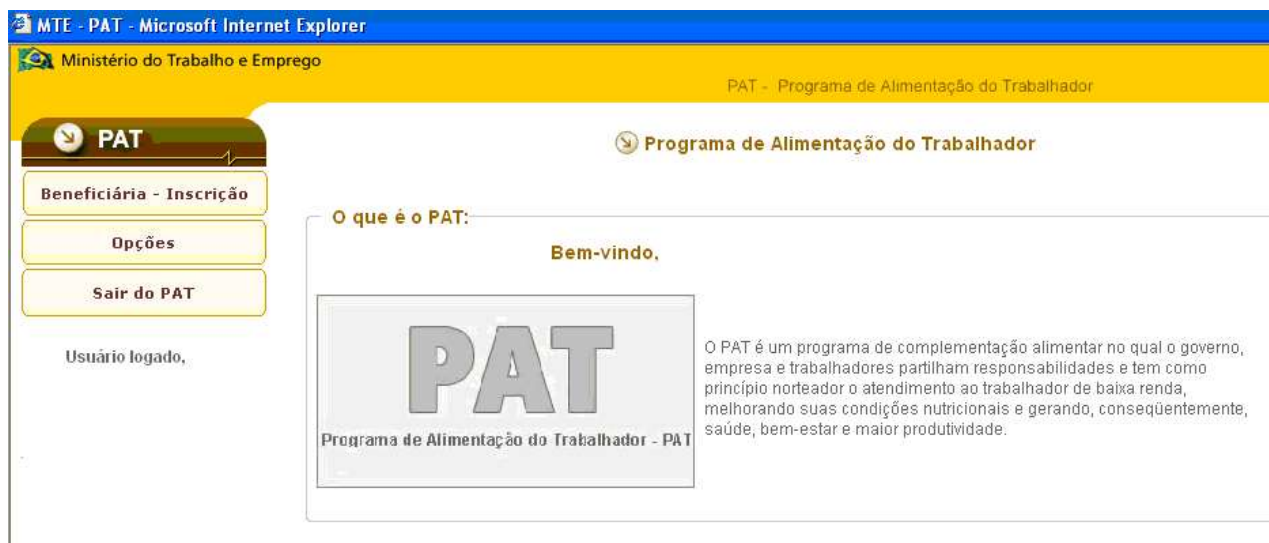 MTE - PAT - Microsoft Internet Explorer
Ministério do Trabalho e Emprego
PAT - Programa de Alimentação do Trabalhador
PAT
Programa de Alimentação do Trabalhador
Beneficiária - Inscrição
Opções
Sair do PAT
Usuário logado,
O que é o PAT:
Bem-vindo,
PAT
Programa de Alimentação do Trabalhador - PAT
O PAT é um programa de complementação alimentar no qual o governo,
empresa e trabalhadores partilham responsabilidades e tem como
princípio norteador o atendimento ao trabalhador de baixa renda,
melhorando suas condições nutricionais e gerando, conseqüentemente,
saúde, bem-estar e maior produtividade.